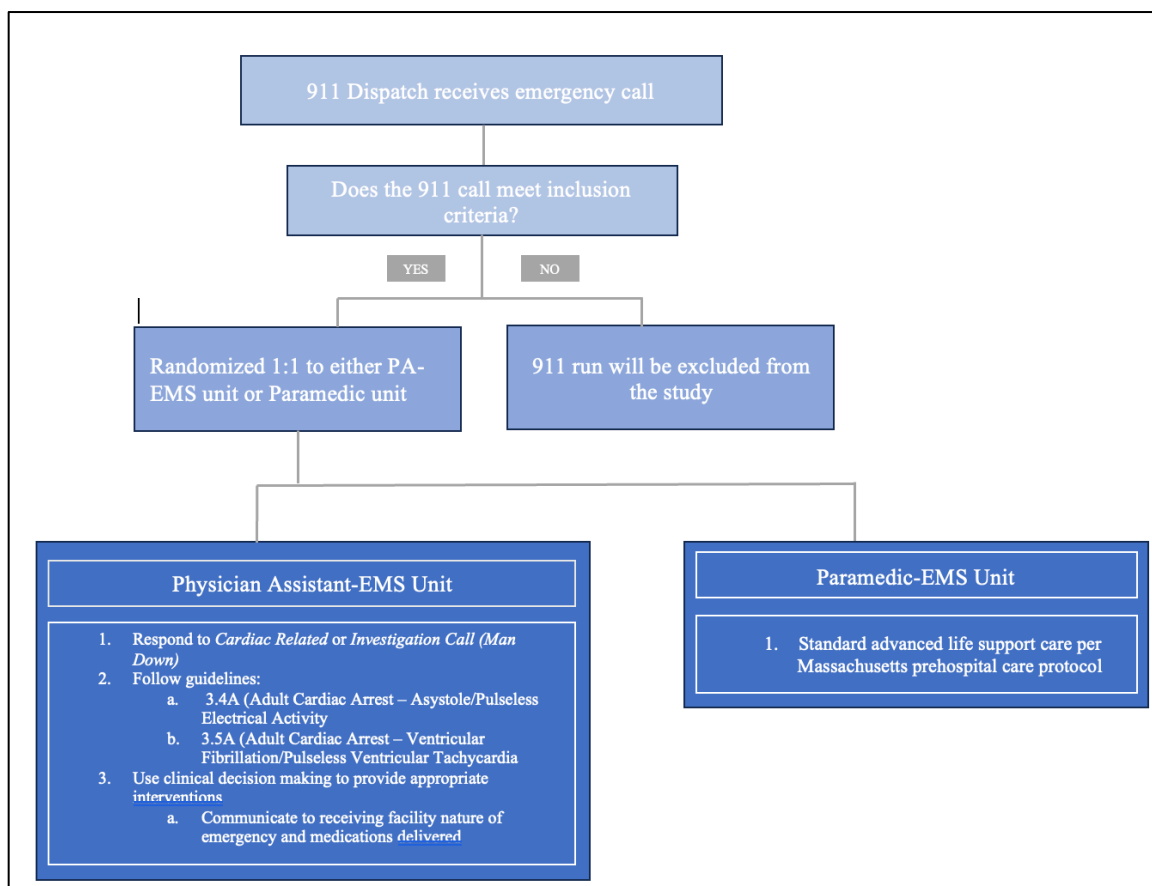 911 Dispatch receives emergency call
Does the 911 call meet inclusion
criteria?
YES
NO
Randomized 1:1 to either PA-
EMS unit or Paramedic unit
911 run will be excluded from
the study
Physician Assistant-EMS Unit
1. Respond to Cardiac Related or Investigation Call (Man
Down)
2. Follow guidelines:
a. 3.4A (Adult Cardiac Arrest – Asystole/Pulseless
Electrical Activity
b. 3.5A (Adult Cardiac Arrest – Ventricular
Fibrillation/Pulseless Ventricular Tachycardia
3. Use clinical decision making to provide appropriate
interventions
a. Communicate to receiving facility nature of
emergency and medications delivered
Paramedic-EMS Unit
1. Standard advanced life support care per
Massachusetts prehospital care protocol